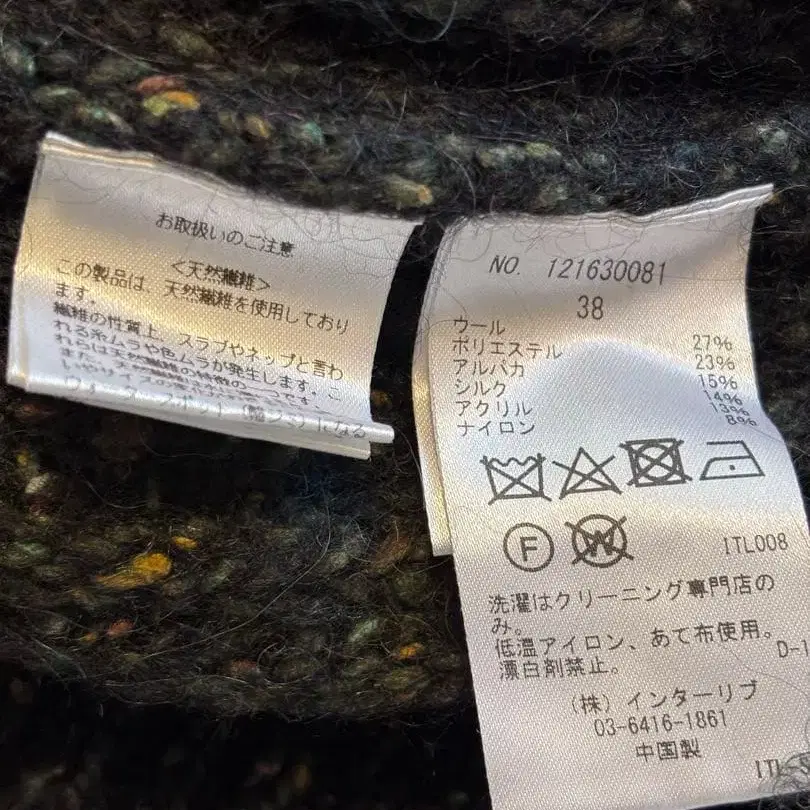 お取扱いのご注意
<天然繊維>
この製品は、天然繊維を使用しており
ます。
繊維の性質上、スラブやネップと言わ
れる糸ムラや色ムラが発生します。こ
れらは天然繊維の特徴の一つです。
また、天然
NO. 121630081
38
ウール 27%
ポリエステル 23%
アルパカ 15%
シルク 14%
アクリル 13%
ナイロン 8%
F W
ITL008
洗濯はクリーニング専門店の
み。
低温アイロン、あて布使用。
漂白剤禁止。
D-1
(株)インターリブ
03-6416-1861
中国製
ITL-S